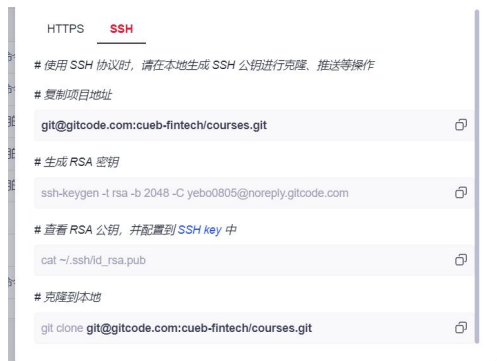 HTTPS SSH
# 使用 SSH 协议时，请在本地生成 SSH 公钥进行克隆、推送等操作
# 复制项目地址
git@gitcode.com:cueb-fintech/courses.git
# 生成 RSA 密钥
ssh-keygen -t rsa -b 2048 -C yebo0805@noreply.gitcode.com
# 查看 RSA 公钥，并配置到 SSH key 中
cat ~/.ssh/id_rsa.pub
# 克隆到本地
git clone git@gitcode.com:cueb-fintech/courses.git